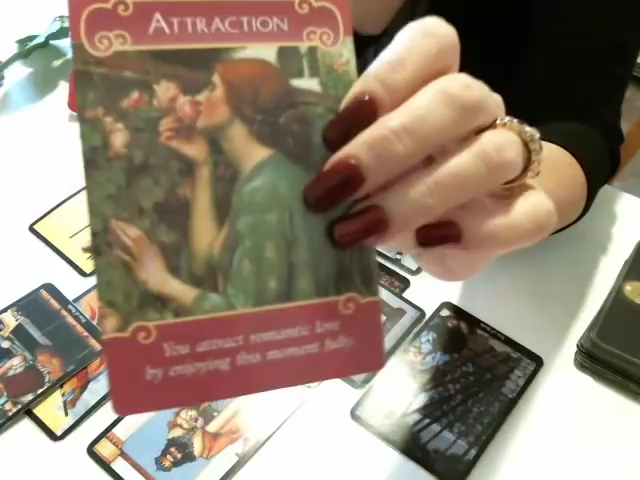 ATTRACTION
You attract romantic love
by enjoying this moment fully.